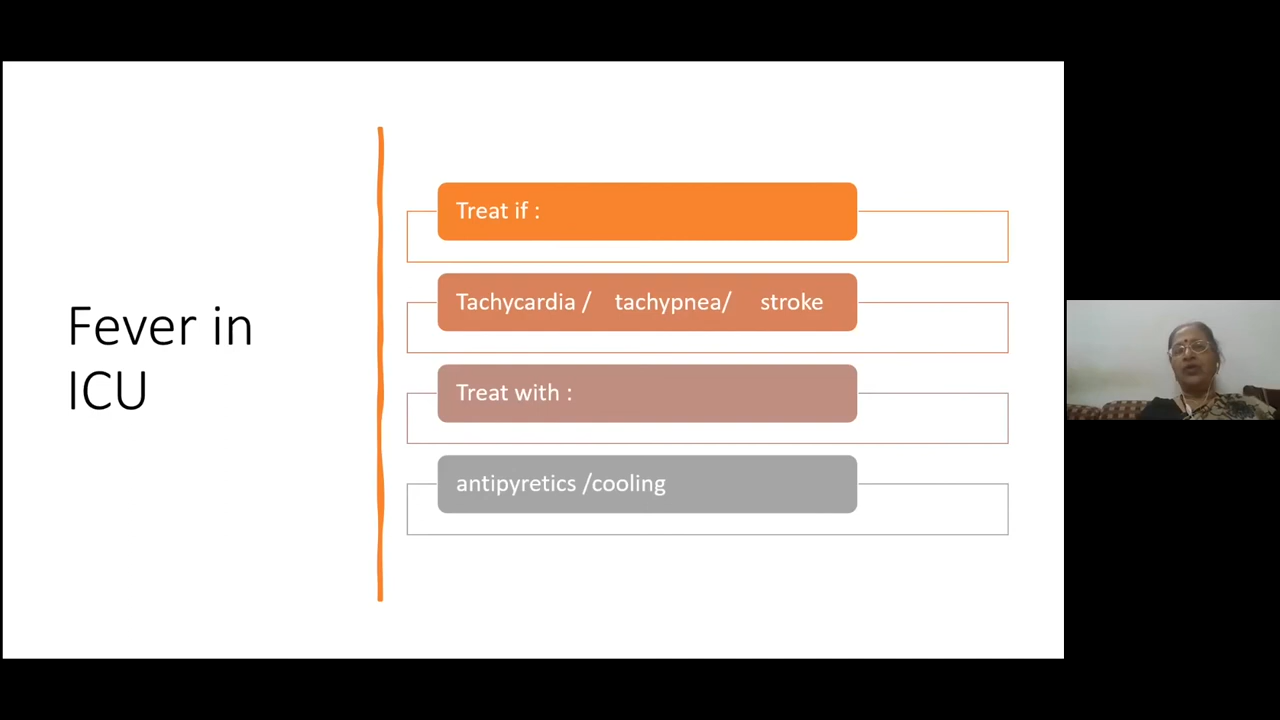 Fever in
ICU
Treat if :
Tachycardia / tachypnea/ stroke
Treat with :
antipyretics /cooling